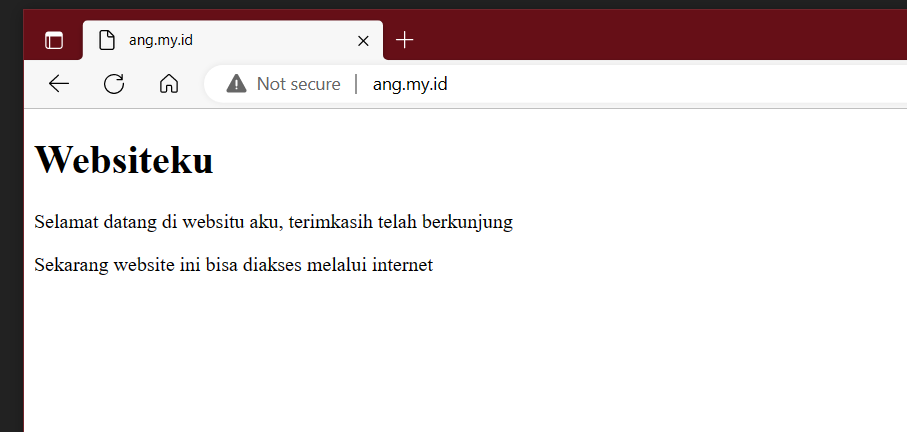 ang.my.id
Not secure | ang.my.id
Websiteku
Selamat datang di websitu aku, terimkasih telah berkunjung
Sekarang website ini bisa diakses melalui internet